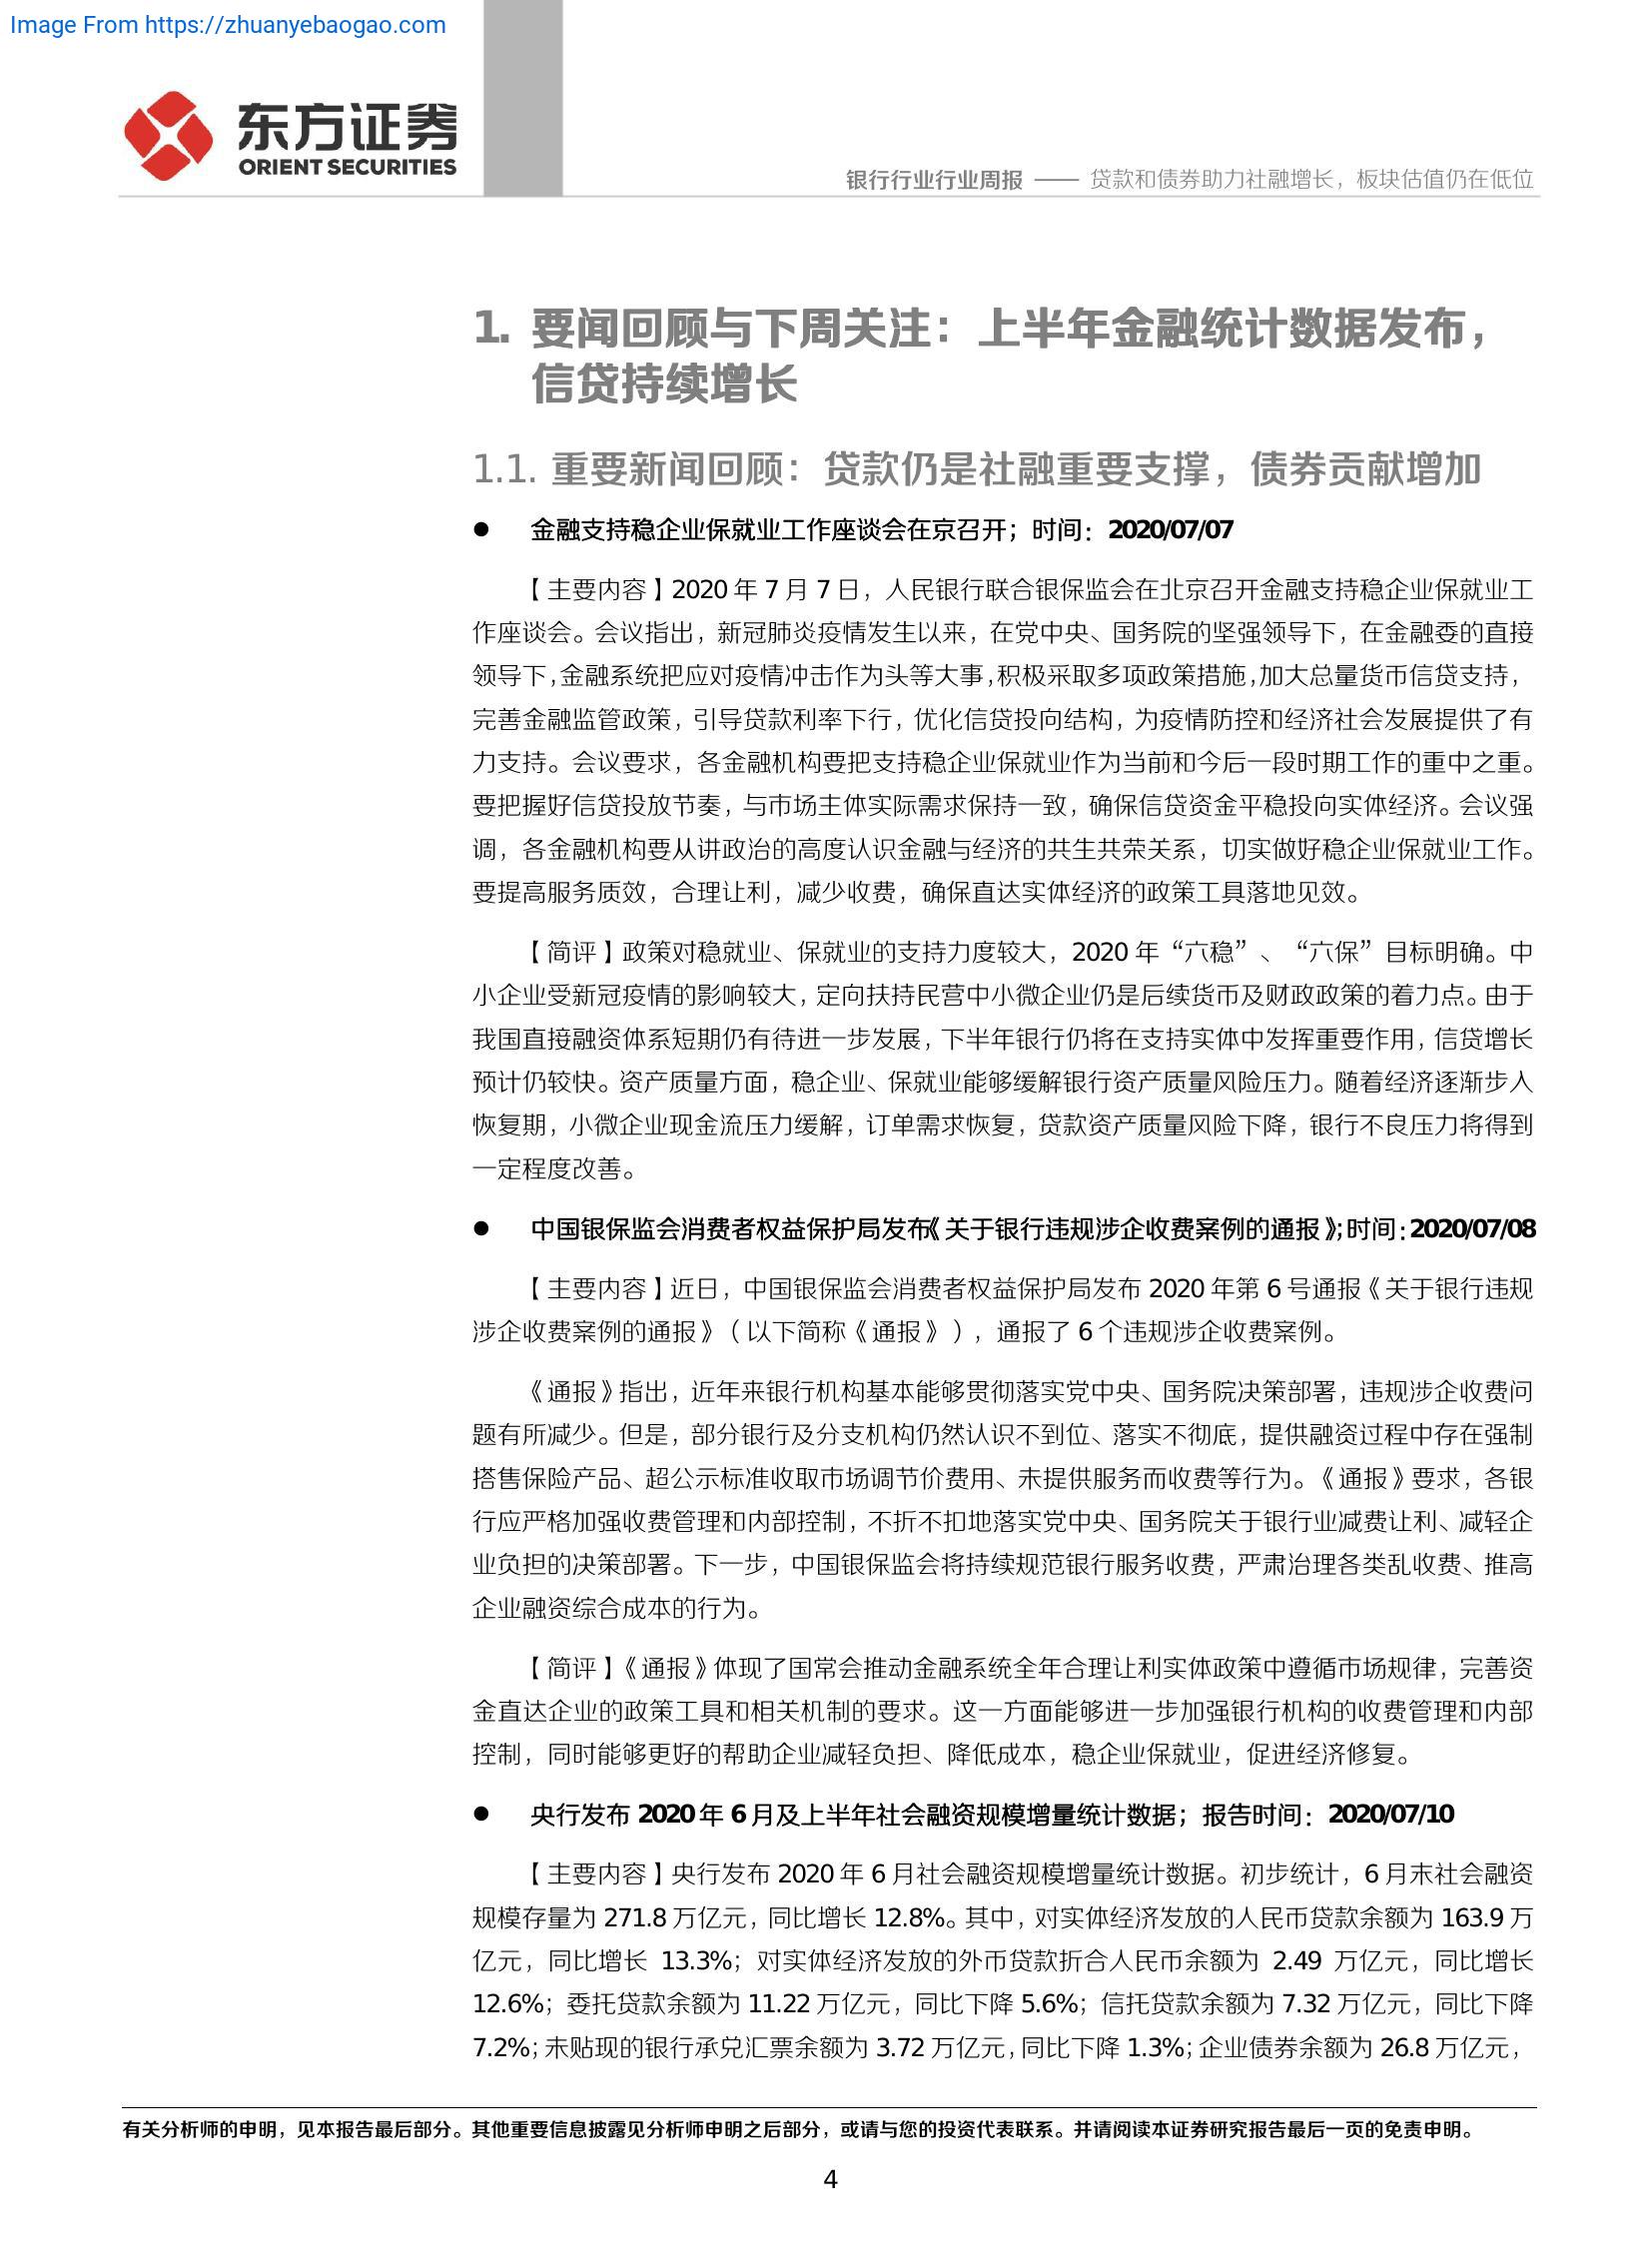 Image From https://zhuanyebaogao.com
东方证券
ORIENT SECURITIES
银行行业行业周报 —— 贷款和债券助力社融增长，板块估值仍在低位
1. 要闻回顾与下周关注：上半年金融统计数据发布，
信贷持续增长
1.1. 重要新闻回顾：贷款仍是社融重要支撑，债券贡献增加
● 金融支持稳企业保就业工作座谈会在京召开；时间：2020/07/07
【主要内容】2020 年 7 月 7 日，人民银行联合银保监会在北京召开金融支持稳企业保就业工
作座谈会。会议指出，新冠肺炎疫情发生以来，在党中央、国务院的坚强领导下，在金融委的直接
领导下，金融系统把应对疫情冲击作为头等大事，积极采取多项政策措施，加大总量货币信贷支持，
完善金融监管政策，引导贷款利率下行，优化信贷投向结构，为疫情防控和经济社会发展提供了有
力支持。会议要求，各金融机构要把支持稳企业保就业作为当前和今后一段时期工作的重中之重。
要把握好信贷投放节奏，与市场主体实际需求保持一致，确保信贷资金平稳投向实体经济。会议强
调，各金融机构要从讲政治的高度认识金融与经济的共生共荣关系，切实做好稳企业保就业工作。
要提高服务质效，合理让利，减少收费，确保直达实体经济的政策工具落地见效。
【简评】政策对稳就业、保就业的支持力度较大，2020 年“六稳”、“六保”目标明确。中
小企业受新冠疫情的影响较大，定向扶持民营中小微企业仍是后续货币及财政政策的着力点。由于
我国直接融资体系短期仍有待进一步发展，下半年银行仍将在支持实体中发挥重要作用，信贷增长
预计仍较快。资产质量方面，稳企业、保就业能够缓解银行资产质量风险压力。随着经济逐渐步入
恢复期，小微企业现金流压力缓解，订单需求恢复，贷款资产质量风险下降，银行不良压力将得到
一定程度改善。
● 中国银保监会消费者权益保护局发布《关于银行违规涉企收费案例的通报》；时间：2020/07/08
【主要内容】近日，中国银保监会消费者权益保护局发布 2020 年第 6 号通报《关于银行违规
涉企收费案例的通报》（以下简称《通报》），通报了 6 个违规涉企收费案例。
《通报》指出，近年来银行机构基本能够贯彻落实党中央、国务院决策部署，违规涉企收费问
题有所减少。但是，部分银行及分支机构仍然认识不到位、落实不彻底，提供融资过程中存在强制
搭售保险产品、超公示标准收取市场调节价费用、未提供服务而收费等行为。《通报》要求，各银
行应严格加强收费管理和内部控制，不折不扣地落实党中央、国务院关于银行业减费让利、减轻企
业负担的决策部署。下一步，中国银保监会将持续规范银行服务收费，严肃治理各类乱收费、推高
企业融资综合成本的行为。
【简评】《通报》体现了国常会推动金融系统全年合理让利实体政策中遵循市场规律，完善资
金直达企业的政策工具和相关机制的要求。这一方面能够进一步加强银行机构的收费管理和内部
控制，同时能够更好的帮助企业减轻负担、降低成本，稳企业保就业，促进经济修复。
● 央行发布 2020 年 6 月及上半年社会融资规模增量统计数据；报告时间：2020/07/10
【主要内容】央行发布 2020 年 6 月社会融资规模增量统计数据。初步统计，6 月末社会融资
规模存量为 271.8 万亿元，同比增长 12.8%。其中，对实体经济发放的人民币贷款余额为 163.9 万
亿元，同比增长 13.3%；对实体经济发放的外币贷款折合人民币余额为 2.49 万亿元，同比增长
12.6%；委托贷款余额为 11.22 万亿元，同比下降 5.6%；信托贷款余额为 7.32 万亿元，同比下降
7.2%；未贴现的银行承兑汇票余额为 3.72 万亿元，同比下降 1.3%；企业债券余额为 26.8 万亿元，
有关分析师的申明，见本报告最后部分。其他重要信息披露见分析师申明之后部分，或请与您的投资代表联系。并请阅读本证券研究报告最后一页的免责申明。
4